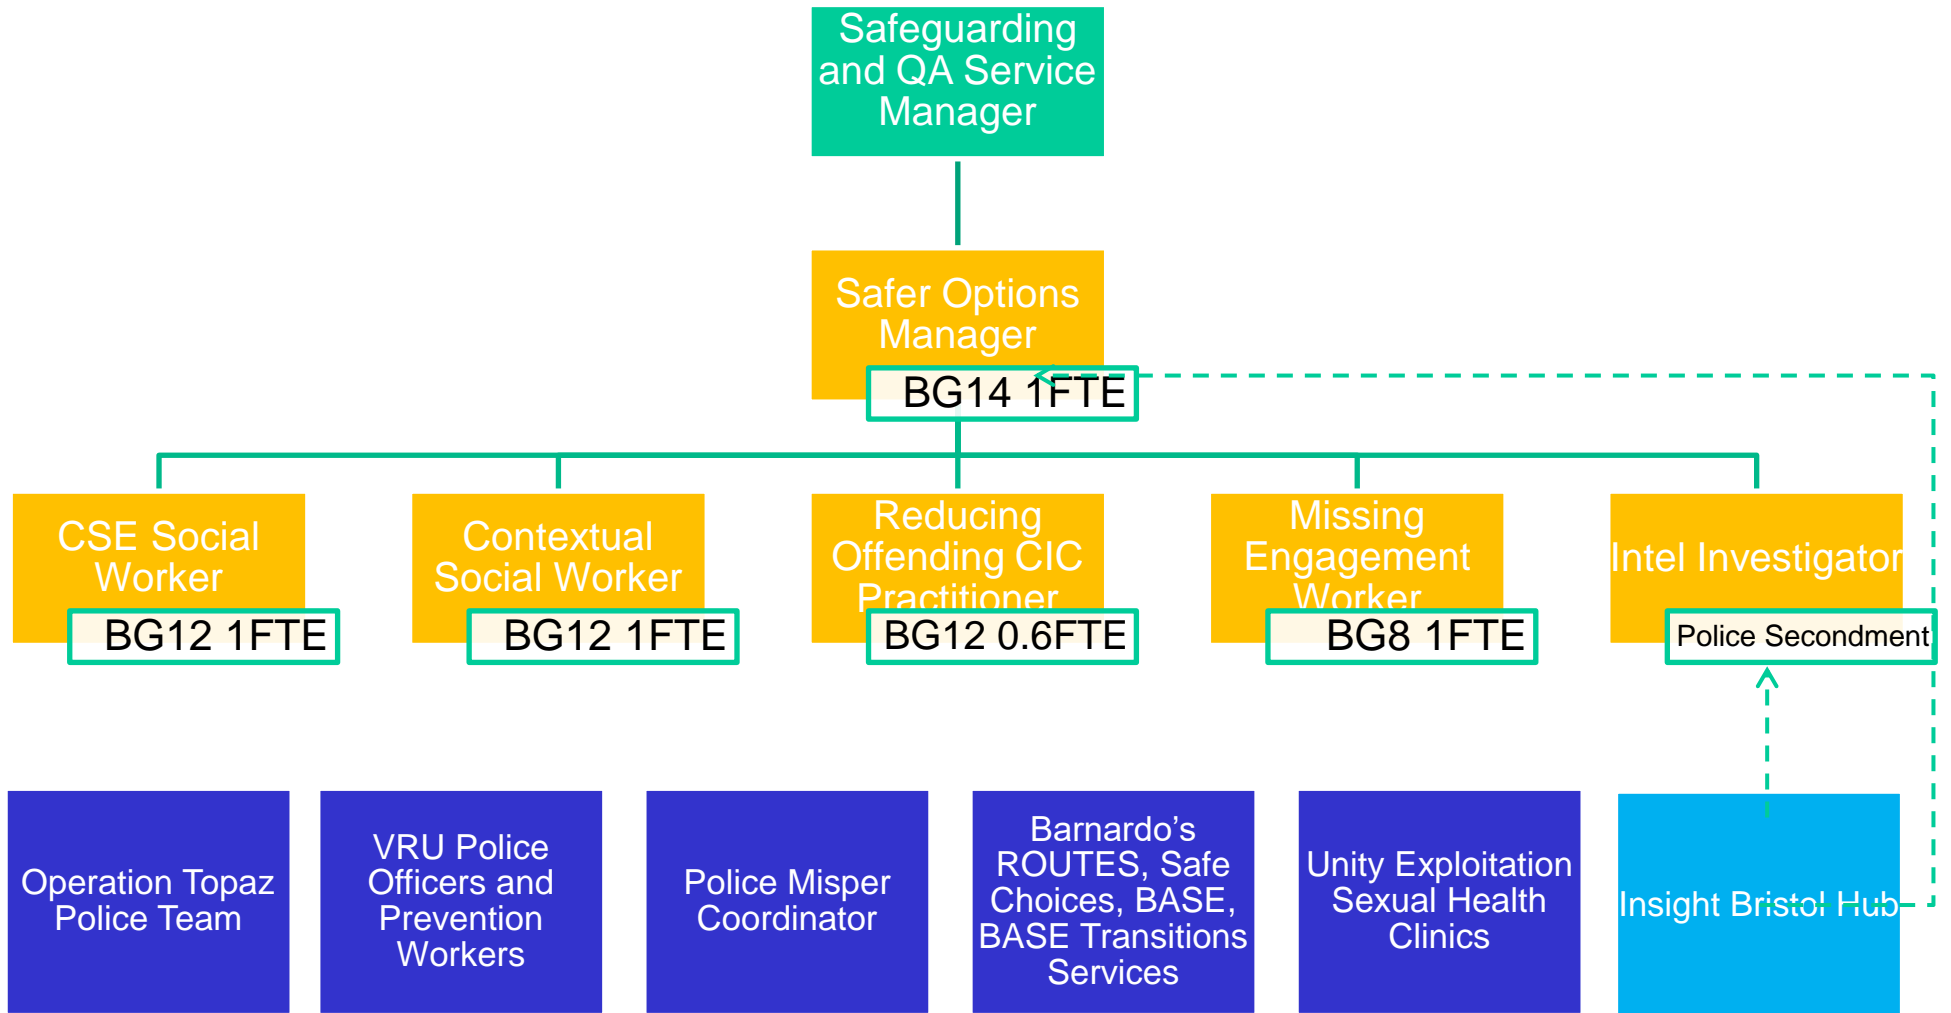 Safeguarding
and QA Service
Manager
Safer Options
Manager
BG14 1FTE
CSE Social
Worker
BG12 1FTE
Contextual
Social Worker
BG12 1FTE
Reducing
Offending CIC
Practitioner
BG12 0.6FTE
Missing
Engagement
Worker
BG8 1FTE
Intel Investigator
Police Secondment
Operation Topaz
Police Team
VRU Police
Officers and
Prevention
Workers
Police Misper
Coordinator
Barnardo’s
ROUTES, Safe
Choices, BASE,
BASE Transitions
Services
Unity Exploitation
Sexual Health
Clinics
Insight Bristol Hub